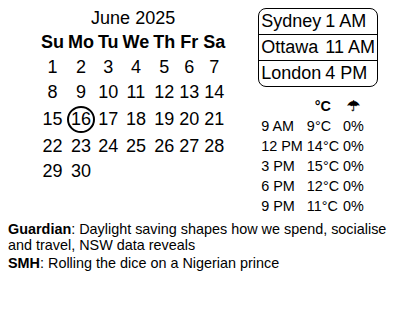 June 2025
Su Mo Tu We Th Fr Sa
1 2 3 4 5 6 7
8 9 10 11 12 13 14
15 16 17 18 19 20 21
22 23 24 25 26 27 28
29 30
Sydney 1 AM
Ottawa 11 AM
London 4 PM
°C ☂
9 AM 9°C 0%
12 PM 14°C 0%
3 PM 15°C 0%
6 PM 12°C 0%
9 PM 11°C 0%
Guardian: Daylight saving shapes how we spend, socialise
and travel, NSW data reveals
SMH: Rolling the dice on a Nigerian prince